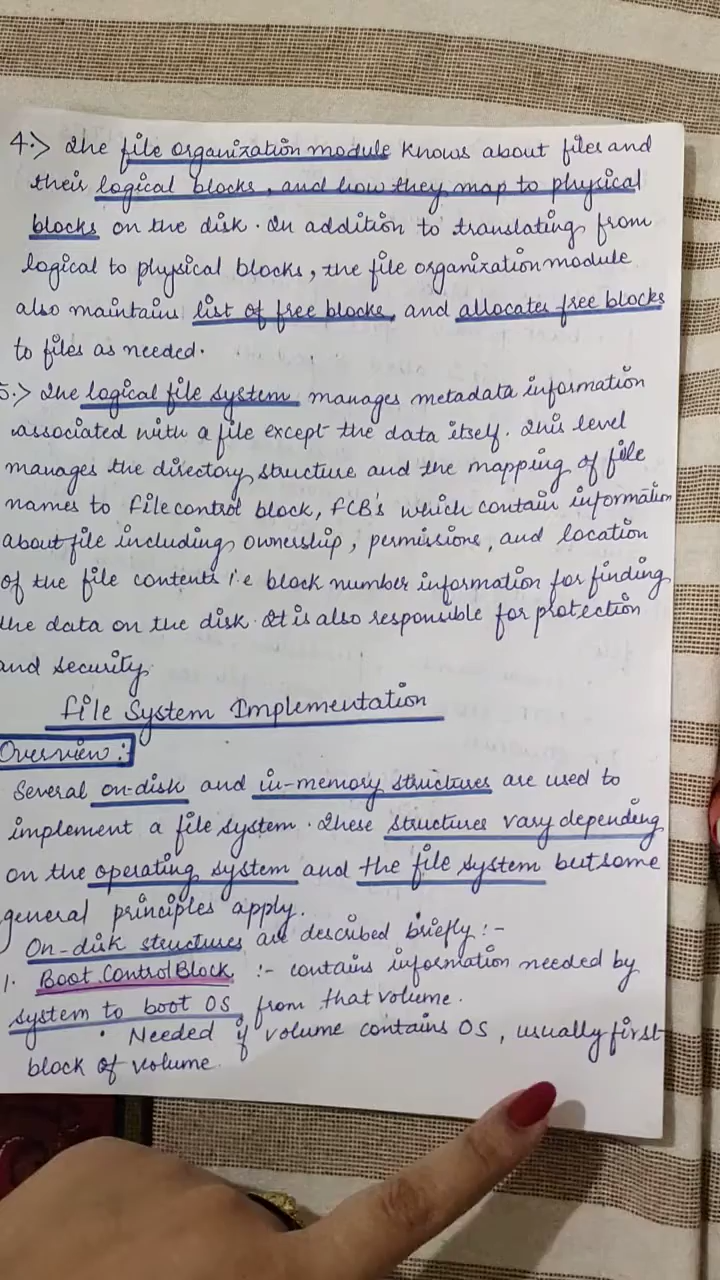 4.> The file organization module knows about files and
their logical blocks, and how they map to physical
blocks on the disk. In addition to translating from
logical to physical blocks, the file organization module
also maintains list of free blocks, and allocates free blocks
to files as needed.
5.> The logical file system manages metadata information
associated with a file except the data itself. This level
manages the directory structure and the mapping of file
names to file control block, FCB's which contain information
about file including ownership, permissions, and location
of the file contents i.e block number information for finding
the data on the disk. It is also responsible for protection
and security.
File System Implementation
Overview :-
Several on-disk and in-memory structures are used to
implement a file system. These structures vary depending
on the operating system and the file system but some
general principles apply.
On-disk structures are described briefly :-
1. Boot Control Block :- contains information needed by
system to boot OS from that volume.
• Needed if volume contains OS, usually first
block of volume.